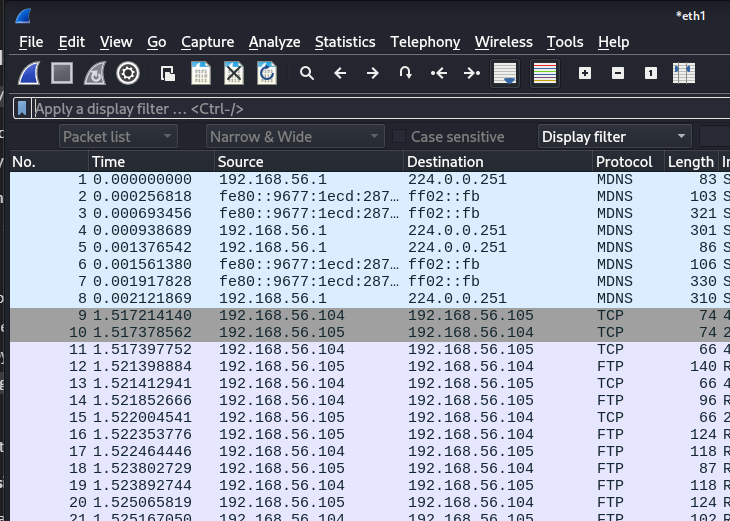 *eth1
File Edit View Go Capture Analyze Statistics Telephony Wireless Tools Help
Apply a display filter ... <Ctrl-/>
Packet list Narrow & Wide Case sensitive Display filter
No. Time Source Destination Protocol Length
1 0.000000000 192.168.56.1 224.0.0.251 MDNS 83 S
2 0.000256818 fe80::9677:1ecd:287… ff02::fb MDNS 103 S
3 0.000693456 fe80::9677:1ecd:287… ff02::fb MDNS 321 S
4 0.000938689 192.168.56.1 224.0.0.251 MDNS 301 S
5 0.001376542 192.168.56.1 224.0.0.251 MDNS 86 S
6 0.001561380 fe80::9677:1ecd:287… ff02::fb MDNS 106 S
7 0.001917828 fe80::9677:1ecd:287… ff02::fb MDNS 330 S
8 0.002121869 192.168.56.1 224.0.0.251 MDNS 310 S
9 1.517214140 192.168.56.104 192.168.56.105 TCP 74 4
10 1.517378562 192.168.56.105 192.168.56.104 TCP 74 2
11 1.517397752 192.168.56.104 192.168.56.105 TCP 66 4
12 1.521398884 192.168.56.105 192.168.56.104 FTP 140 R
13 1.521412941 192.168.56.104 192.168.56.105 TCP 66 4
14 1.521852666 192.168.56.104 192.168.56.105 FTP 96 R
15 1.522004541 192.168.56.105 192.168.56.104 TCP 66 2
16 1.522353776 192.168.56.105 192.168.56.104 FTP 124 R
17 1.522464446 192.168.56.104 192.168.56.105 FTP 118 R
18 1.523802729 192.168.56.105 192.168.56.104 FTP 87 R
19 1.523892744 192.168.56.104 192.168.56.105 FTP 118 R
20 1.525065819 192.168.56.105 192.168.56.104 FTP 124 R
21 1.525167050 192.168.56.104 192.168.56.105 FTP 102 R